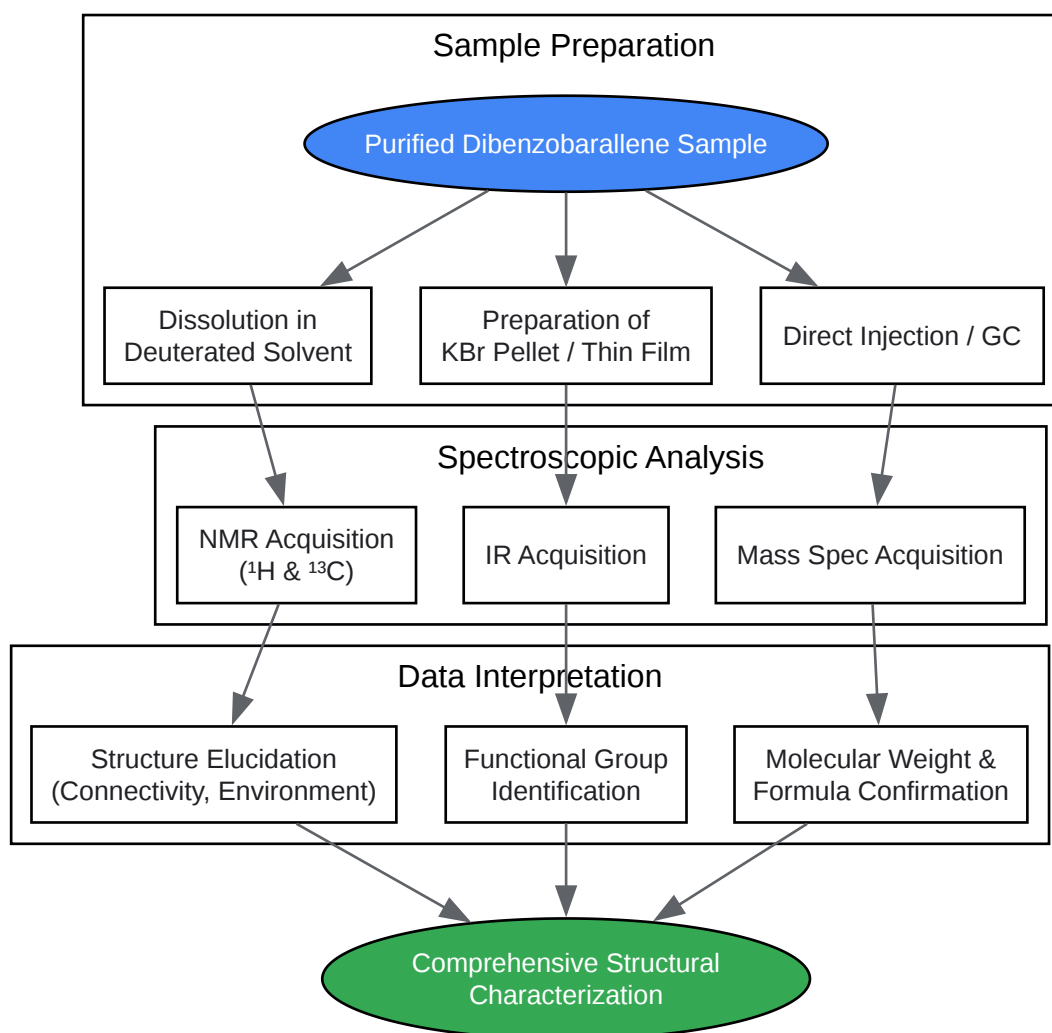 Sample Preparation
Purified Dibenzobarallene Sample
Dissolution in
Deuterated Solvent
Preparation of
KBr Pellet / Thin Film
Direct Injection / GC
Spectroscopic Analysis
NMR Acquisition
(¹H & ¹³C)
IR Acquisition
Mass Spec Acquisition
Data Interpretation
Structure Elucidation
(Connectivity, Environment)
Functional Group
Identification
Molecular Weight &
Formula Confirmation
Comprehensive Structural
Characterization